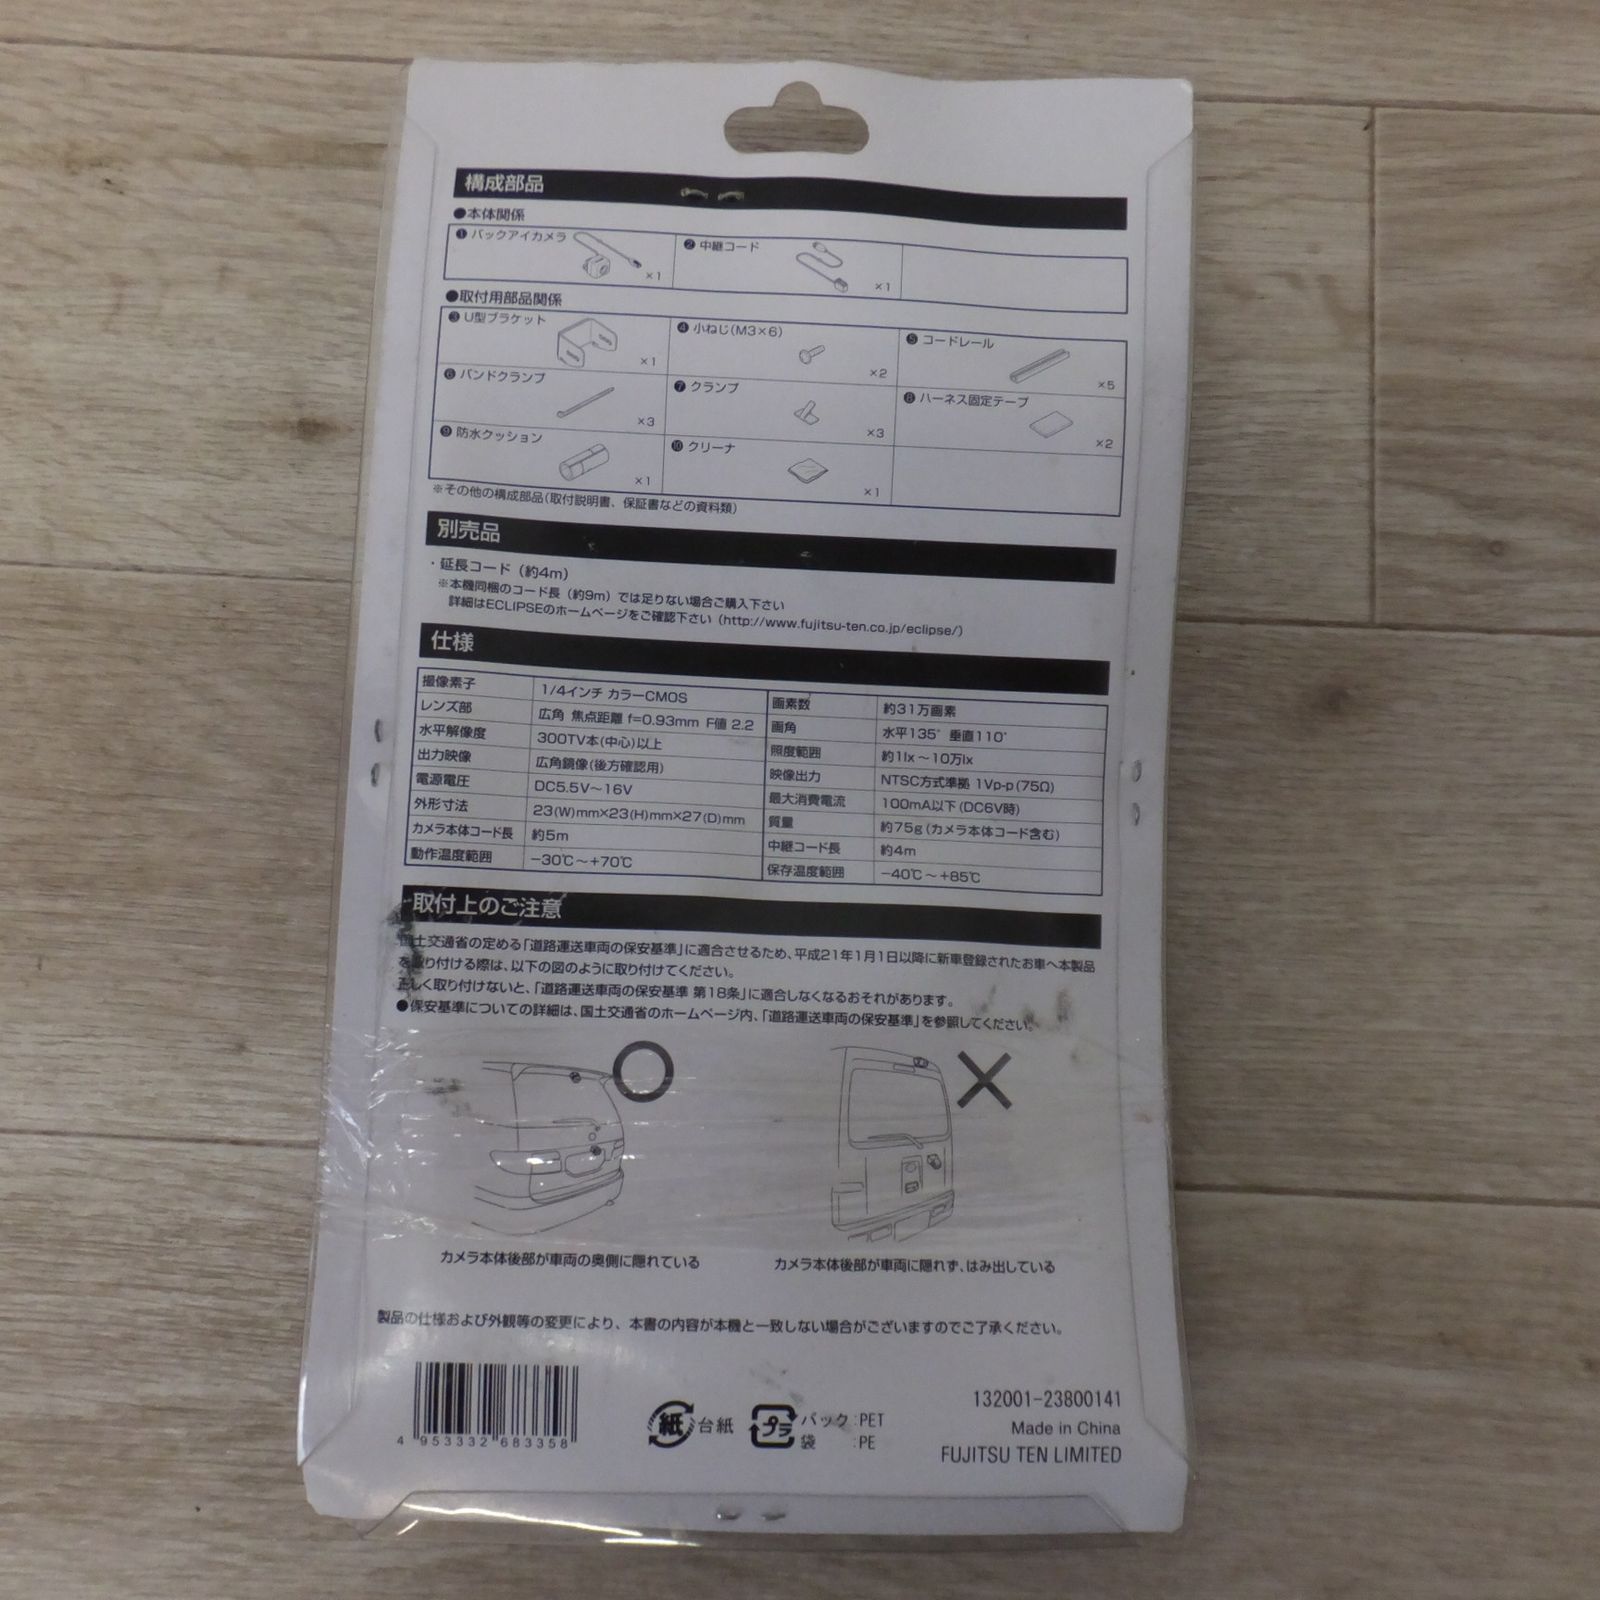 構成部品
●本体関係
❶ バックアイカメラ ×1
❷ 中継コード ×1
●取付用部品関係
❸ U型ブラケット ×1
❹ 小ねじ(M3×6) ×2
❺ コードレール ×5
❻ バンドクランプ ×3
❼ クランプ ×3
❽ ハーネス固定テープ ×2
❾ 防水クッション ×1
❿ クリーナ ×1
※その他の構成部品(取付説明書、保証書などの資料類)
別売品
・延長コード（約4m）
※本機同梱のコード長（約9m）では足りない場合ご購入下さい
詳細はECLIPSEのホームページをご確認下さい（http://www.fujitsu-ten.co.jp/eclipse/）
仕様
撮像素子 1/4インチ カラーCMOS
レンズ部 広角 焦点距離 f=0.93mm F値 2.2
水平解像度 300TV本(中心)以上
出力映像 広角鏡像(後方確認用)
電源電圧 DC5.5V～16V
外形寸法 23(W)mm×23(H)mm×27(D)mm
カメラ本体コード長 約5m
動作温度範囲 −30℃～+70℃
画素数 約31万画素
画角 水平135° 垂直110°
照度範囲 約1lx～10万lx
映像出力 NTSC方式準拠 1Vp-p(75Ω)
最大消費電流 100mA以下(DC6V時)
質量 約75g(カメラ本体コード含む)
中継コード長 約4m
保存温度範囲 −40℃～+85℃
取付上のご注意
国土交通省の定める「道路運送車両の保安基準」に適合させるため、平成21年1月1日以降に新車登録されたお車へ本製品
を取り付ける際は、以下の図のように取り付けてください。
正しく取り付けないと、「道路運送車両の保安基準 第18条」に適合しなくなるおそれがあります。
●保安基準についての詳細は、国土交通省のホームページ内、「道路運送車両の保安基準」を参照してください。
カメラ本体後部が車両の奥側に隠れている
カメラ本体後部が車両に隠れず、はみ出している
製品の仕様および外観等の変更により、本書の内容が本機と一致しない場合がございますのでご了承ください。
4 953332 683358
紙 台紙
プラ パック:PET
袋 :PE
132001-23800141
Made in China
FUJITSU TEN LIMITED